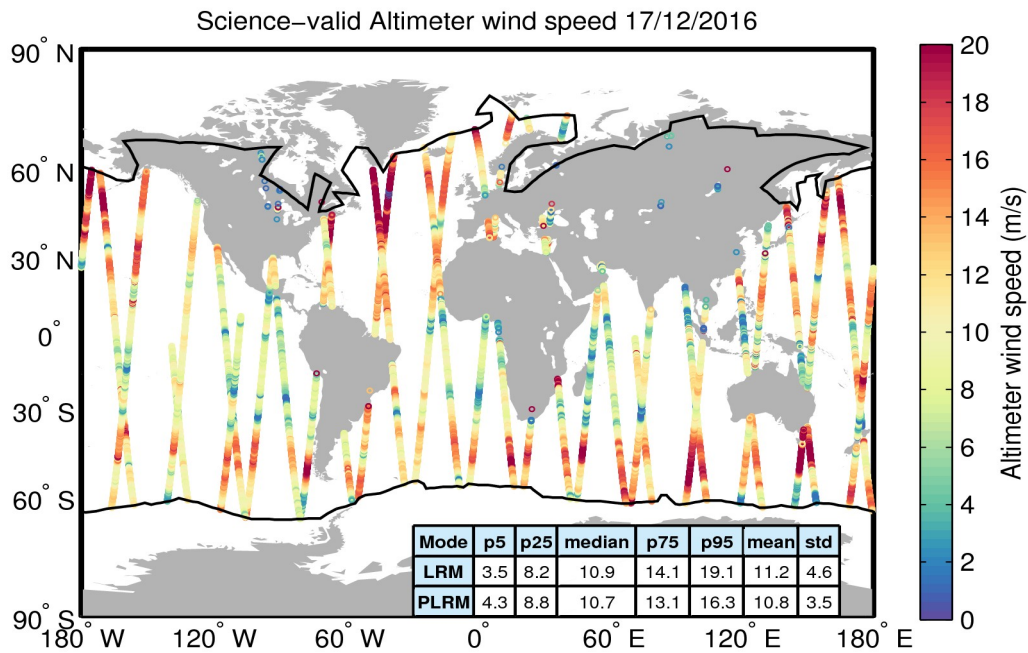 Science−valid Altimeter wind speed 17/12/2016
90° N
60° N
30° N
0°
30° S
60° S
90° S
180° W
120° W
60° W
0°
60° E
120° E
180° E
Mode p5 p25 median p75 p95 mean std
LRM 3.5 8.2 10.9 14.1 19.1 11.2 4.6
PLRM 4.3 8.8 10.7 13.1 16.3 10.8 3.5
20
18
16
14
12
10
8
6
4
2
0
Altimeter wind speed (m/s)